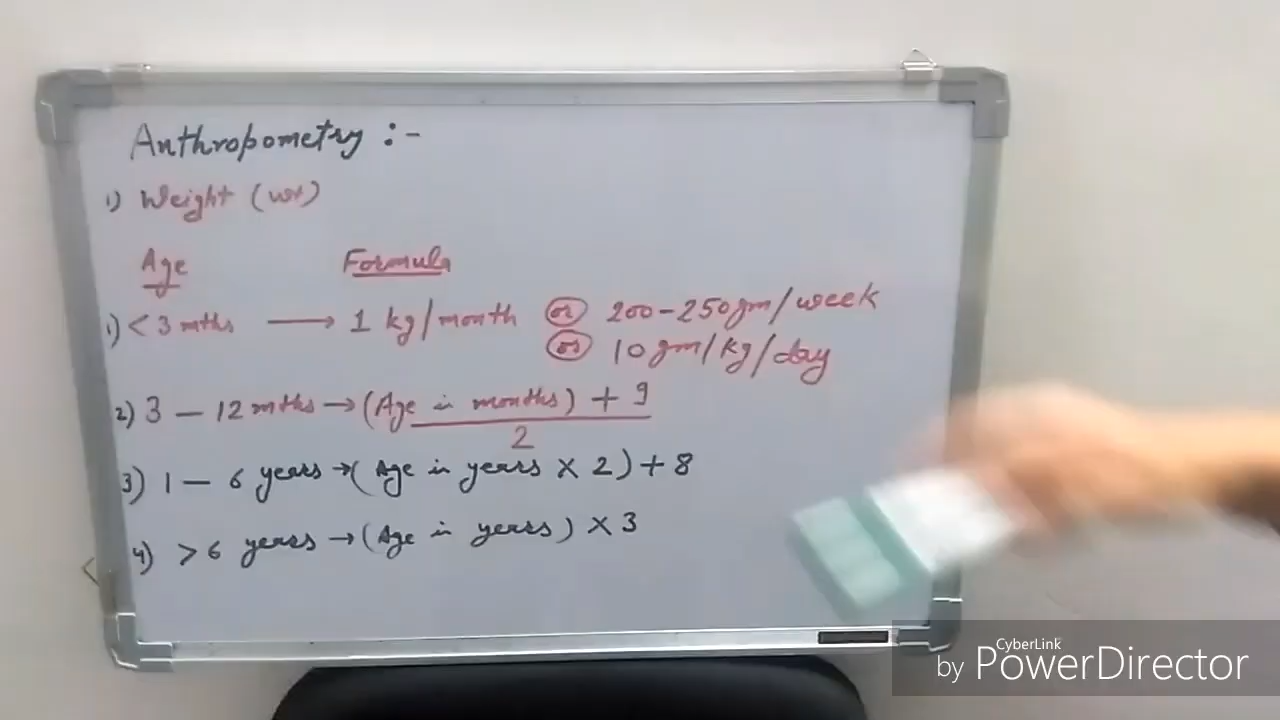 Anthropometry :-
1) Weight (wt)
Age Formula
1) < 3 mths → 1 kg/month or 200-250gm/week
or 10 gm/kg/day
2) 3 - 12 mths → (Age in months) + 9
2
3) 1 - 6 years → (Age in years X 2) + 8
4) > 6 years → (Age in years) X 3
CyberLink
by PowerDirector